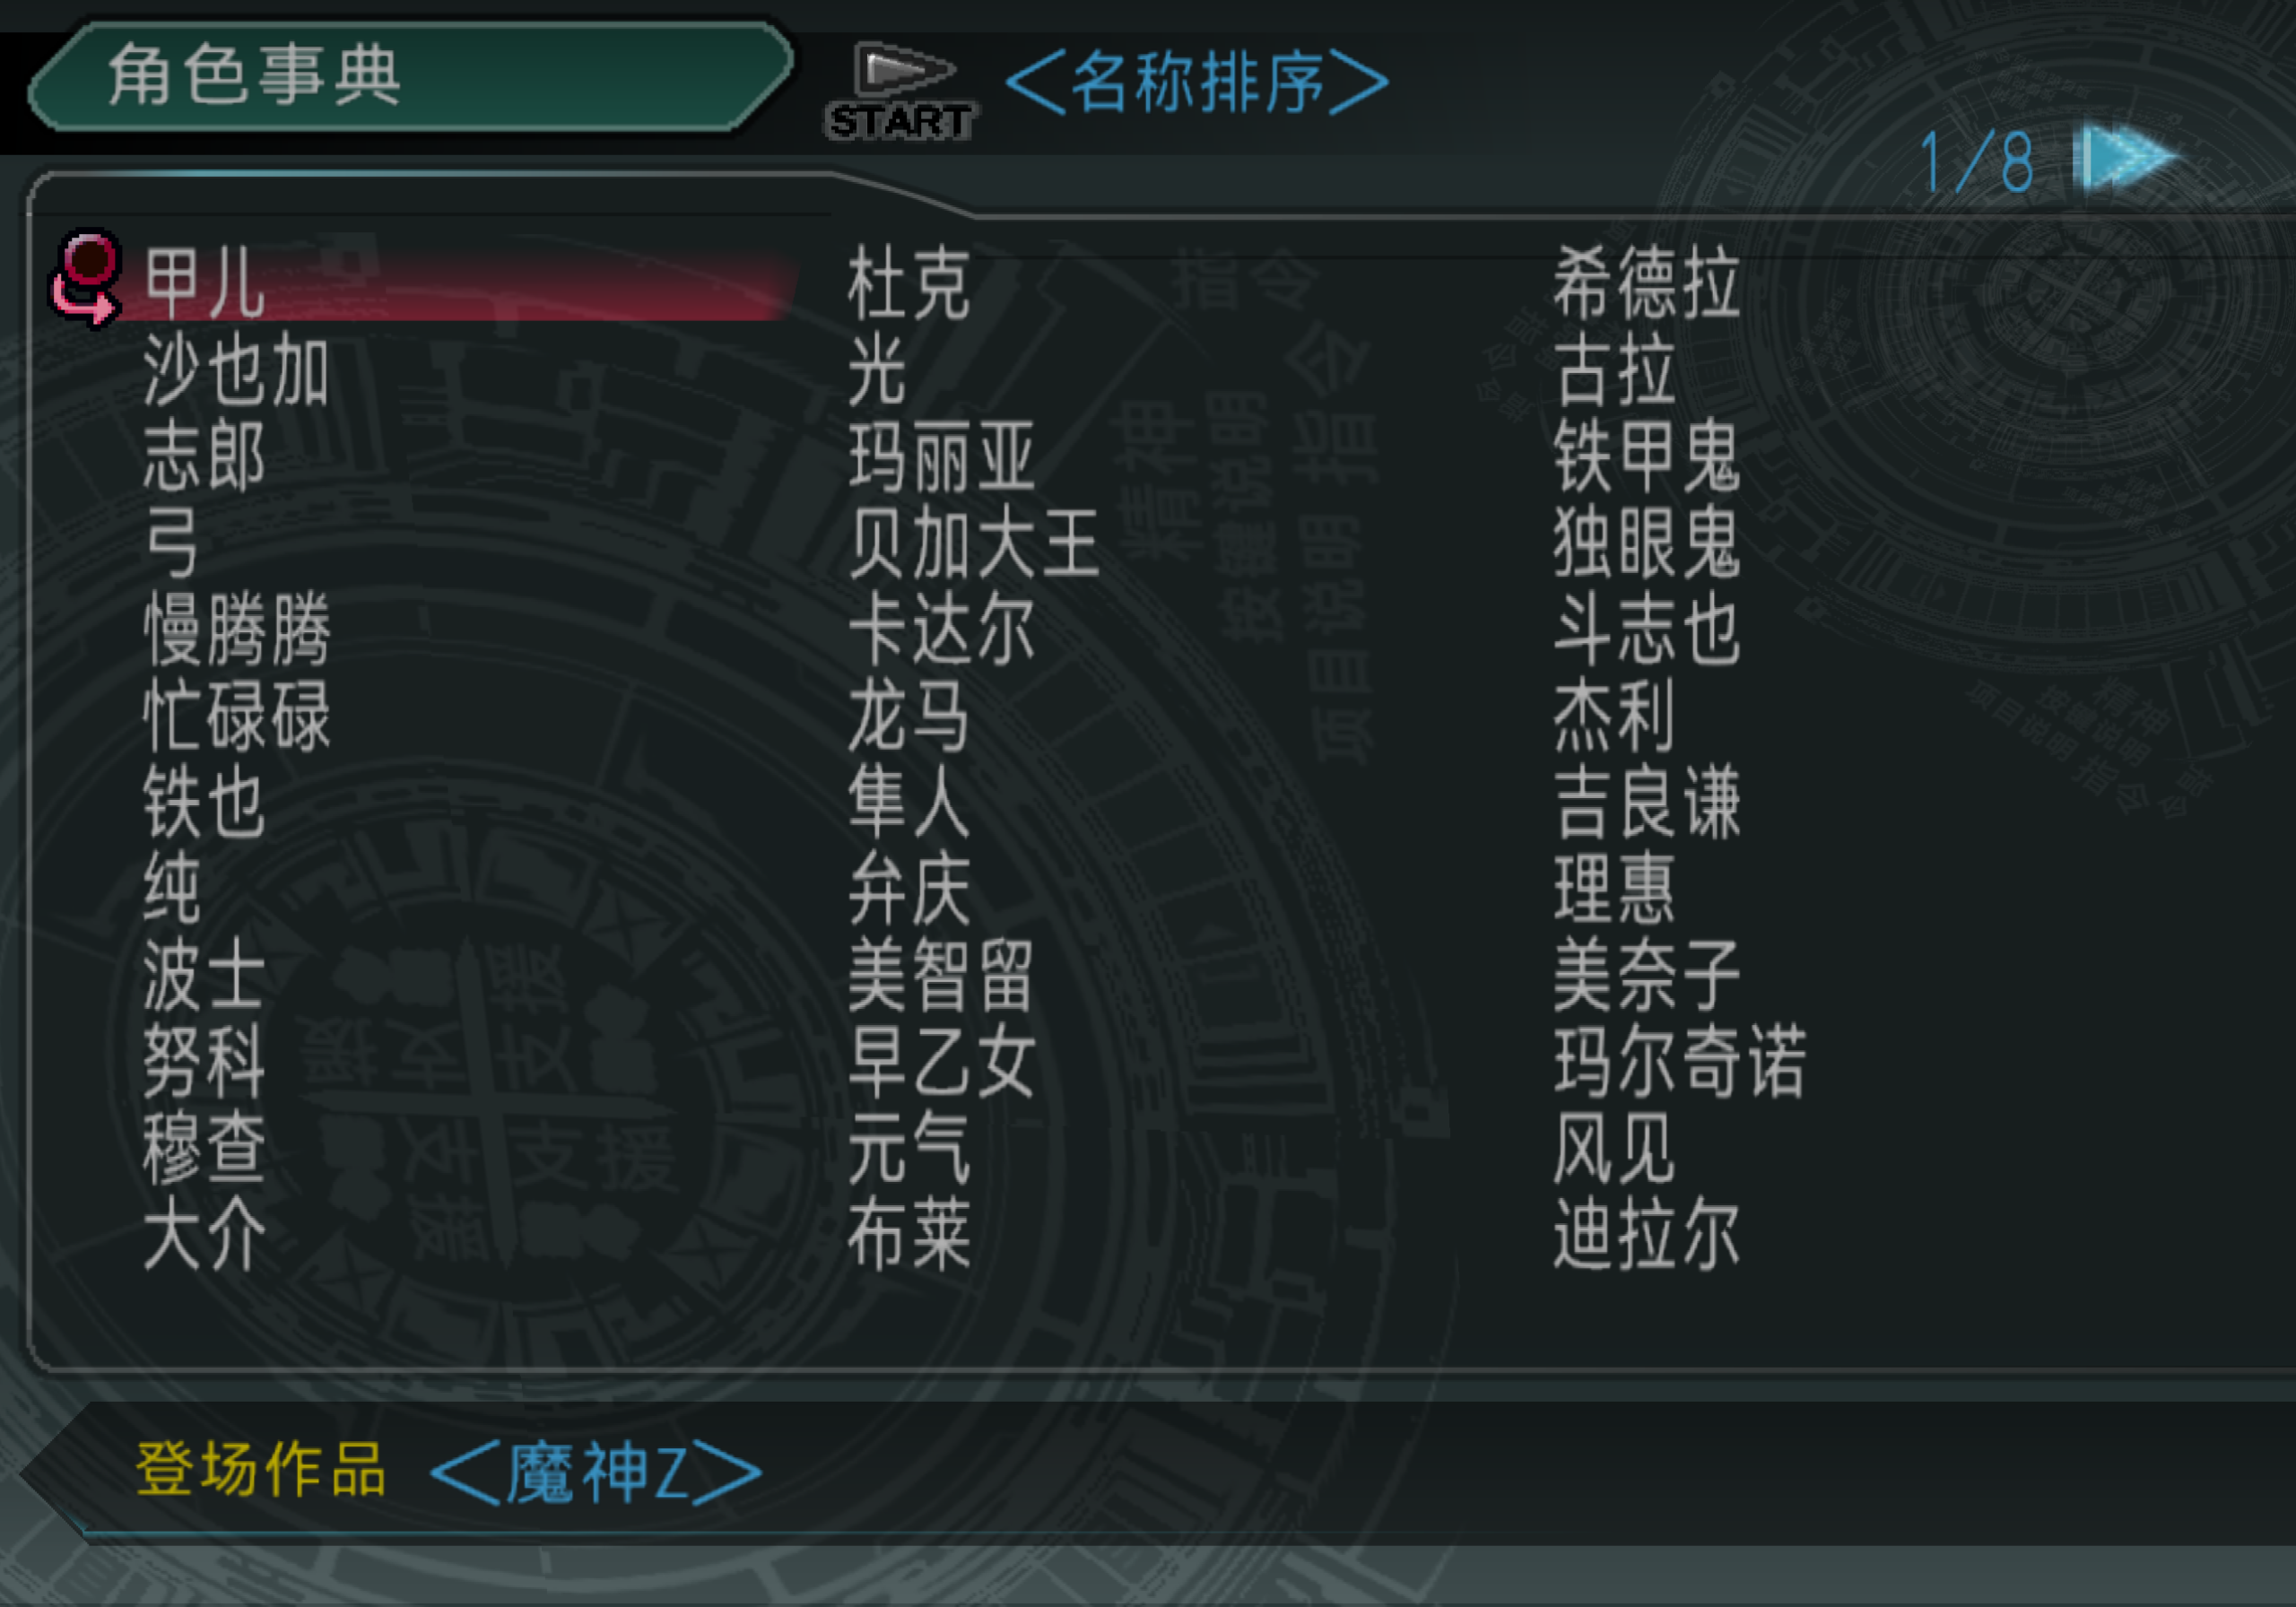 角色事典
START <名称排序>
1/8
甲儿 杜克 希德拉
沙也加 光 古拉
志郎 玛丽亚 铁甲鬼
弓 贝加大王 独眼鬼
慢腾腾 卡达尔 斗志也
忙碌碌 龙马 杰利
铁也 隼人 吉良谦
纯 弁庆 理惠
波士 美智留 美奈子
努科 早乙女 玛尔奇诺
穆查 元气 风见
大介 布莱 迪拉尔
登场作品 <魔神Z>